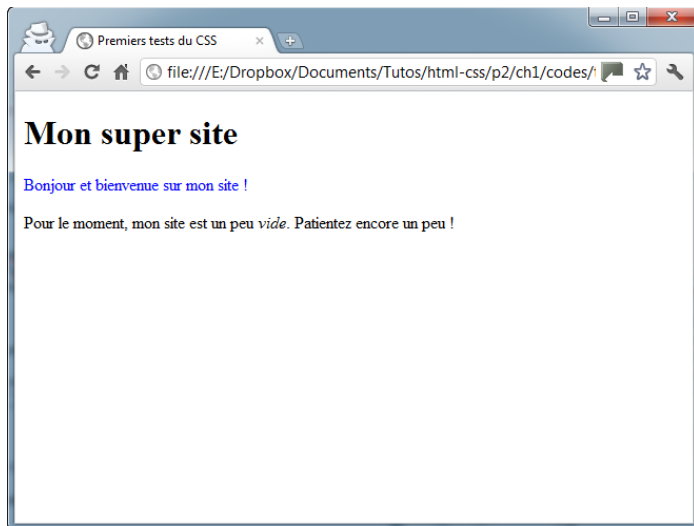 Premiers tests du CSS
file:///E:/Dropbox/Documents/Tutos/html-css/p2/ch1/codes/
Mon super site
Bonjour et bienvenue sur mon site !
Pour le moment, mon site est un peu vide. Patientez encore un peu !